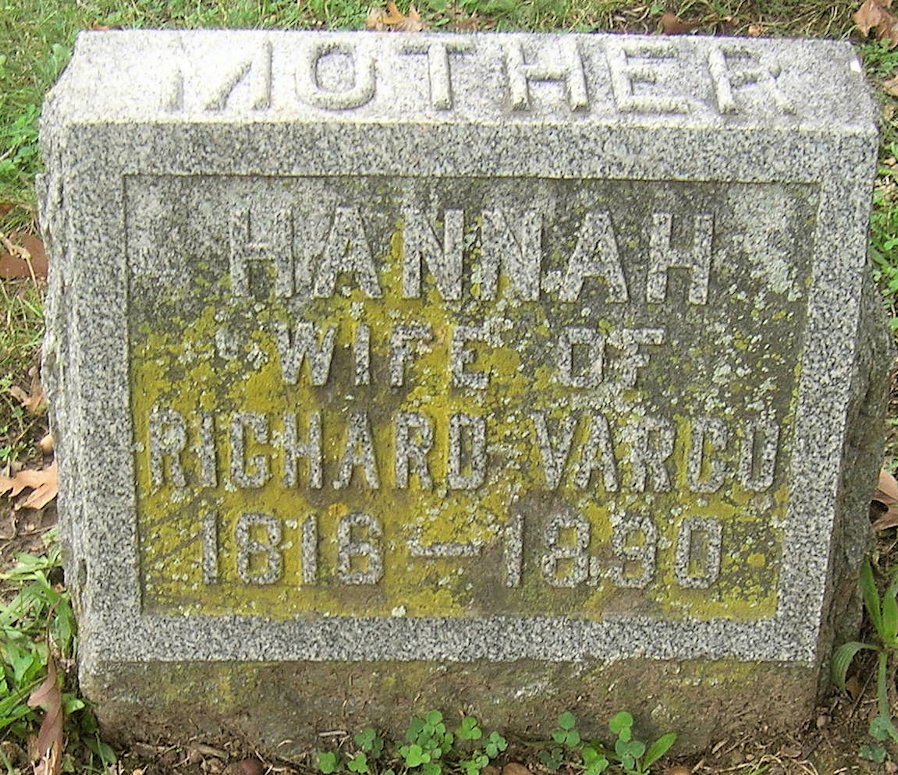 MOTHER
HANNAH
WIFE OF
RICHARD VARCO
1816–1890